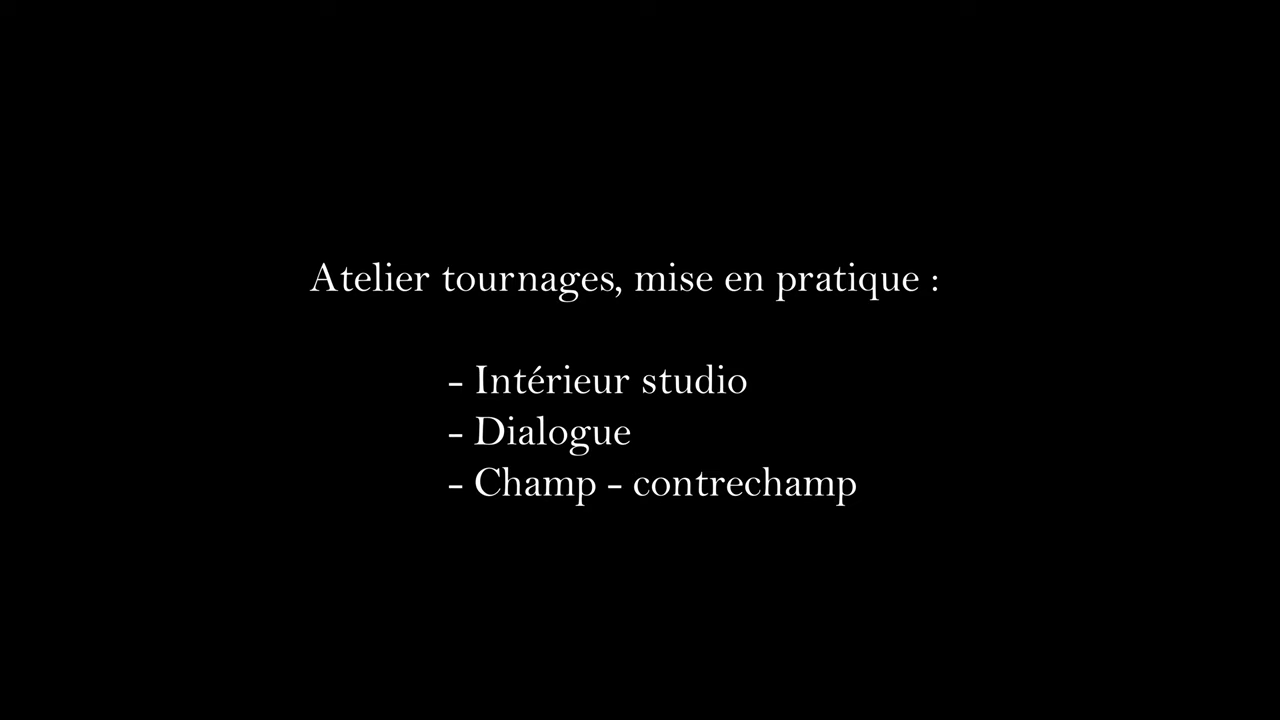 Atelier tournages, mise en pratique :
- Intérieur studio
- Dialogue
- Champ - contrechamp